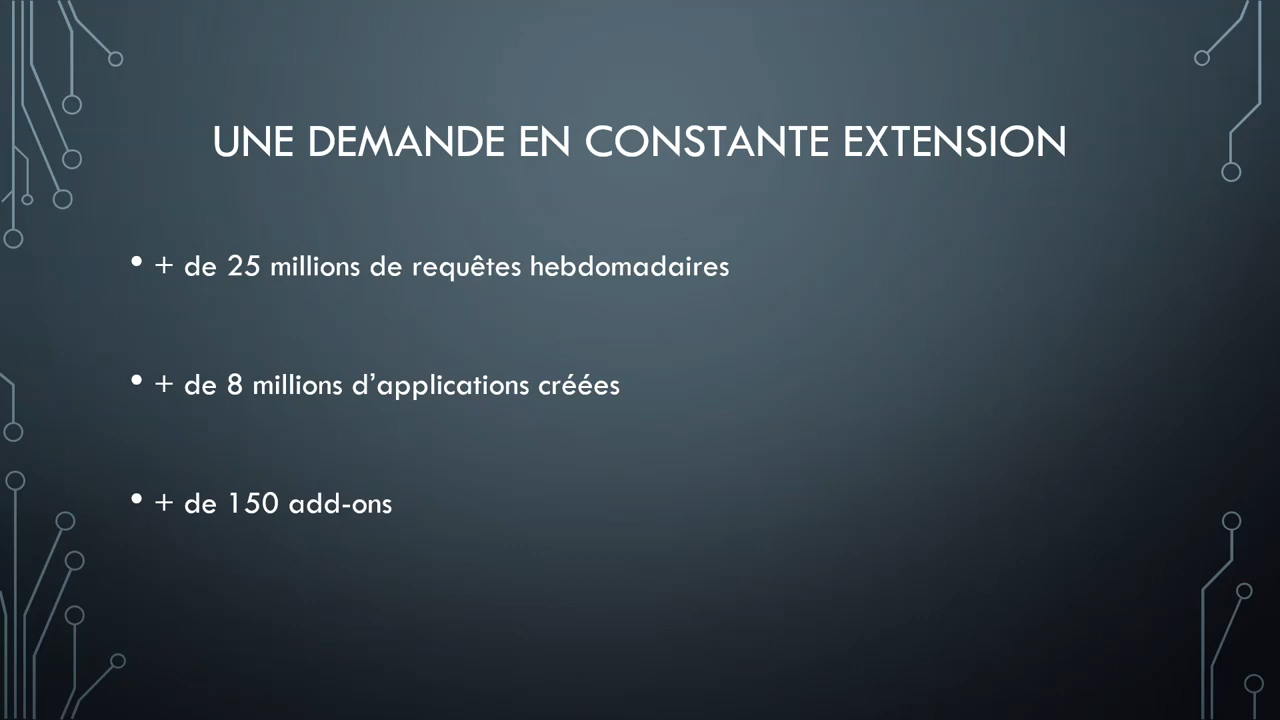 UNE DEMANDE EN CONSTANTE EXTENSION
• + de 25 millions de requêtes hebdomadaires
• + de 8 millions d’applications créées
• + de 150 add-ons